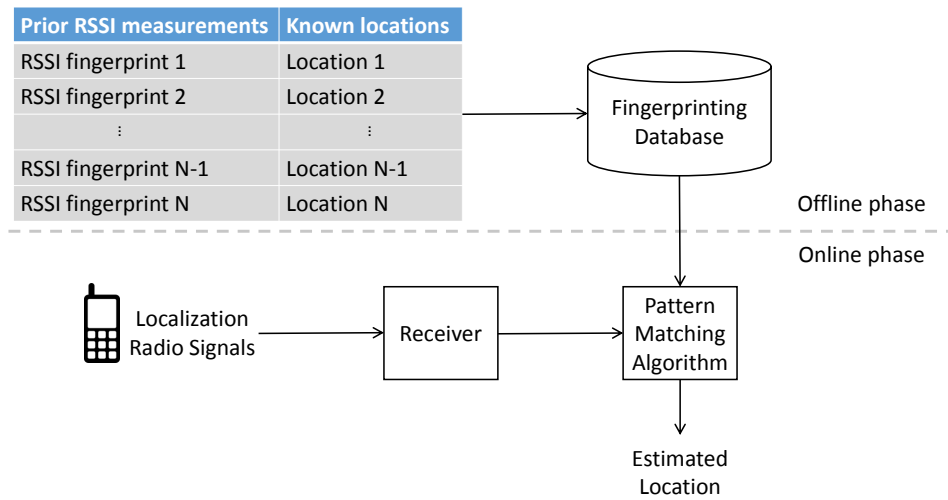 Prior RSSI measurements Known locations
RSSI fingerprint 1 Location 1
RSSI fingerprint 2 Location 2
⋮ ⋮
RSSI fingerprint N-1 Location N-1
RSSI fingerprint N Location N
Fingerprinting
Database
Offline phase
Online phase
Localization
Radio Signals
Receiver
Pattern
Matching
Algorithm
Estimated
Location